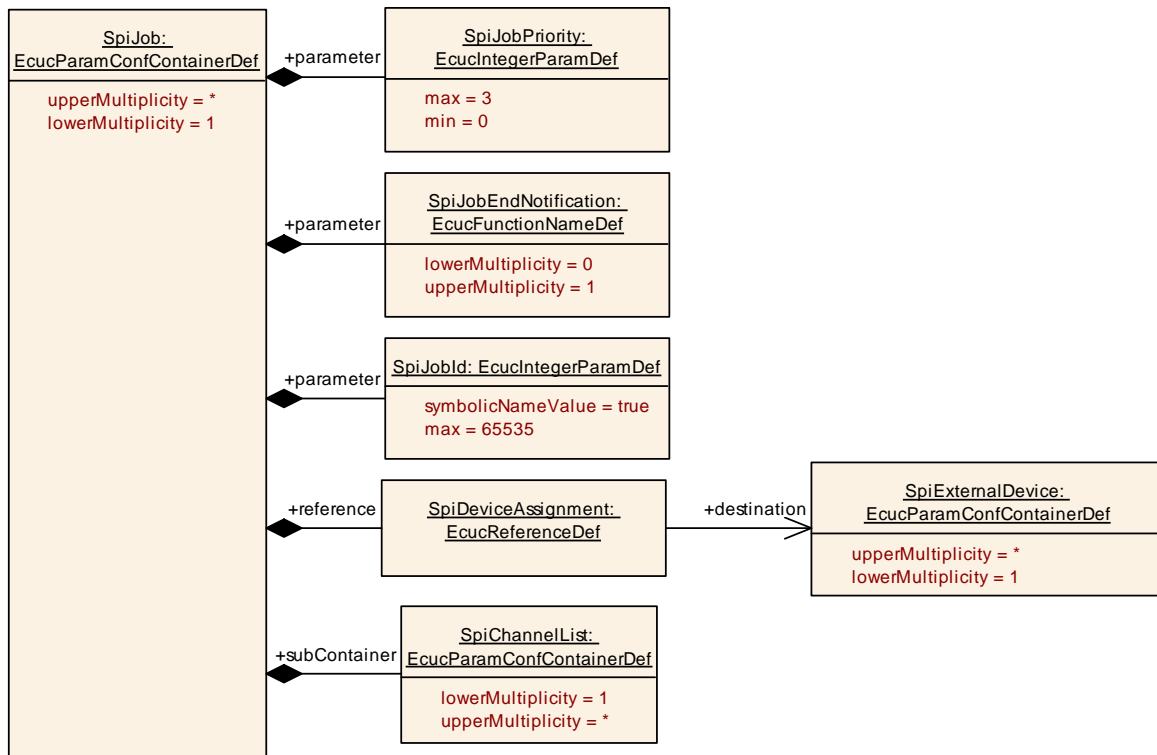 SpiJob:
EcucParamConfContainerDef
upperMultiplicity = *
lowerMultiplicity = 1
+parameter
SpiJobPriority:
EcucIntegerParamDef
max = 3
min = 0
+parameter
SpiJobEndNotification:
EcucFunctionNameDef
lowerMultiplicity = 0
upperMultiplicity = 1
+parameter
SpiJobId: EcucIntegerParamDef
symbolicNameValue = true
max = 65535
+reference
SpiDeviceAssignment:
EcucReferenceDef
+destination
SpiExternalDevice:
EcucParamConfContainerDef
upperMultiplicity = *
lowerMultiplicity = 1
+subContainer
SpiChannelList:
EcucParamConfContainerDef
lowerMultiplicity = 1
upperMultiplicity = *